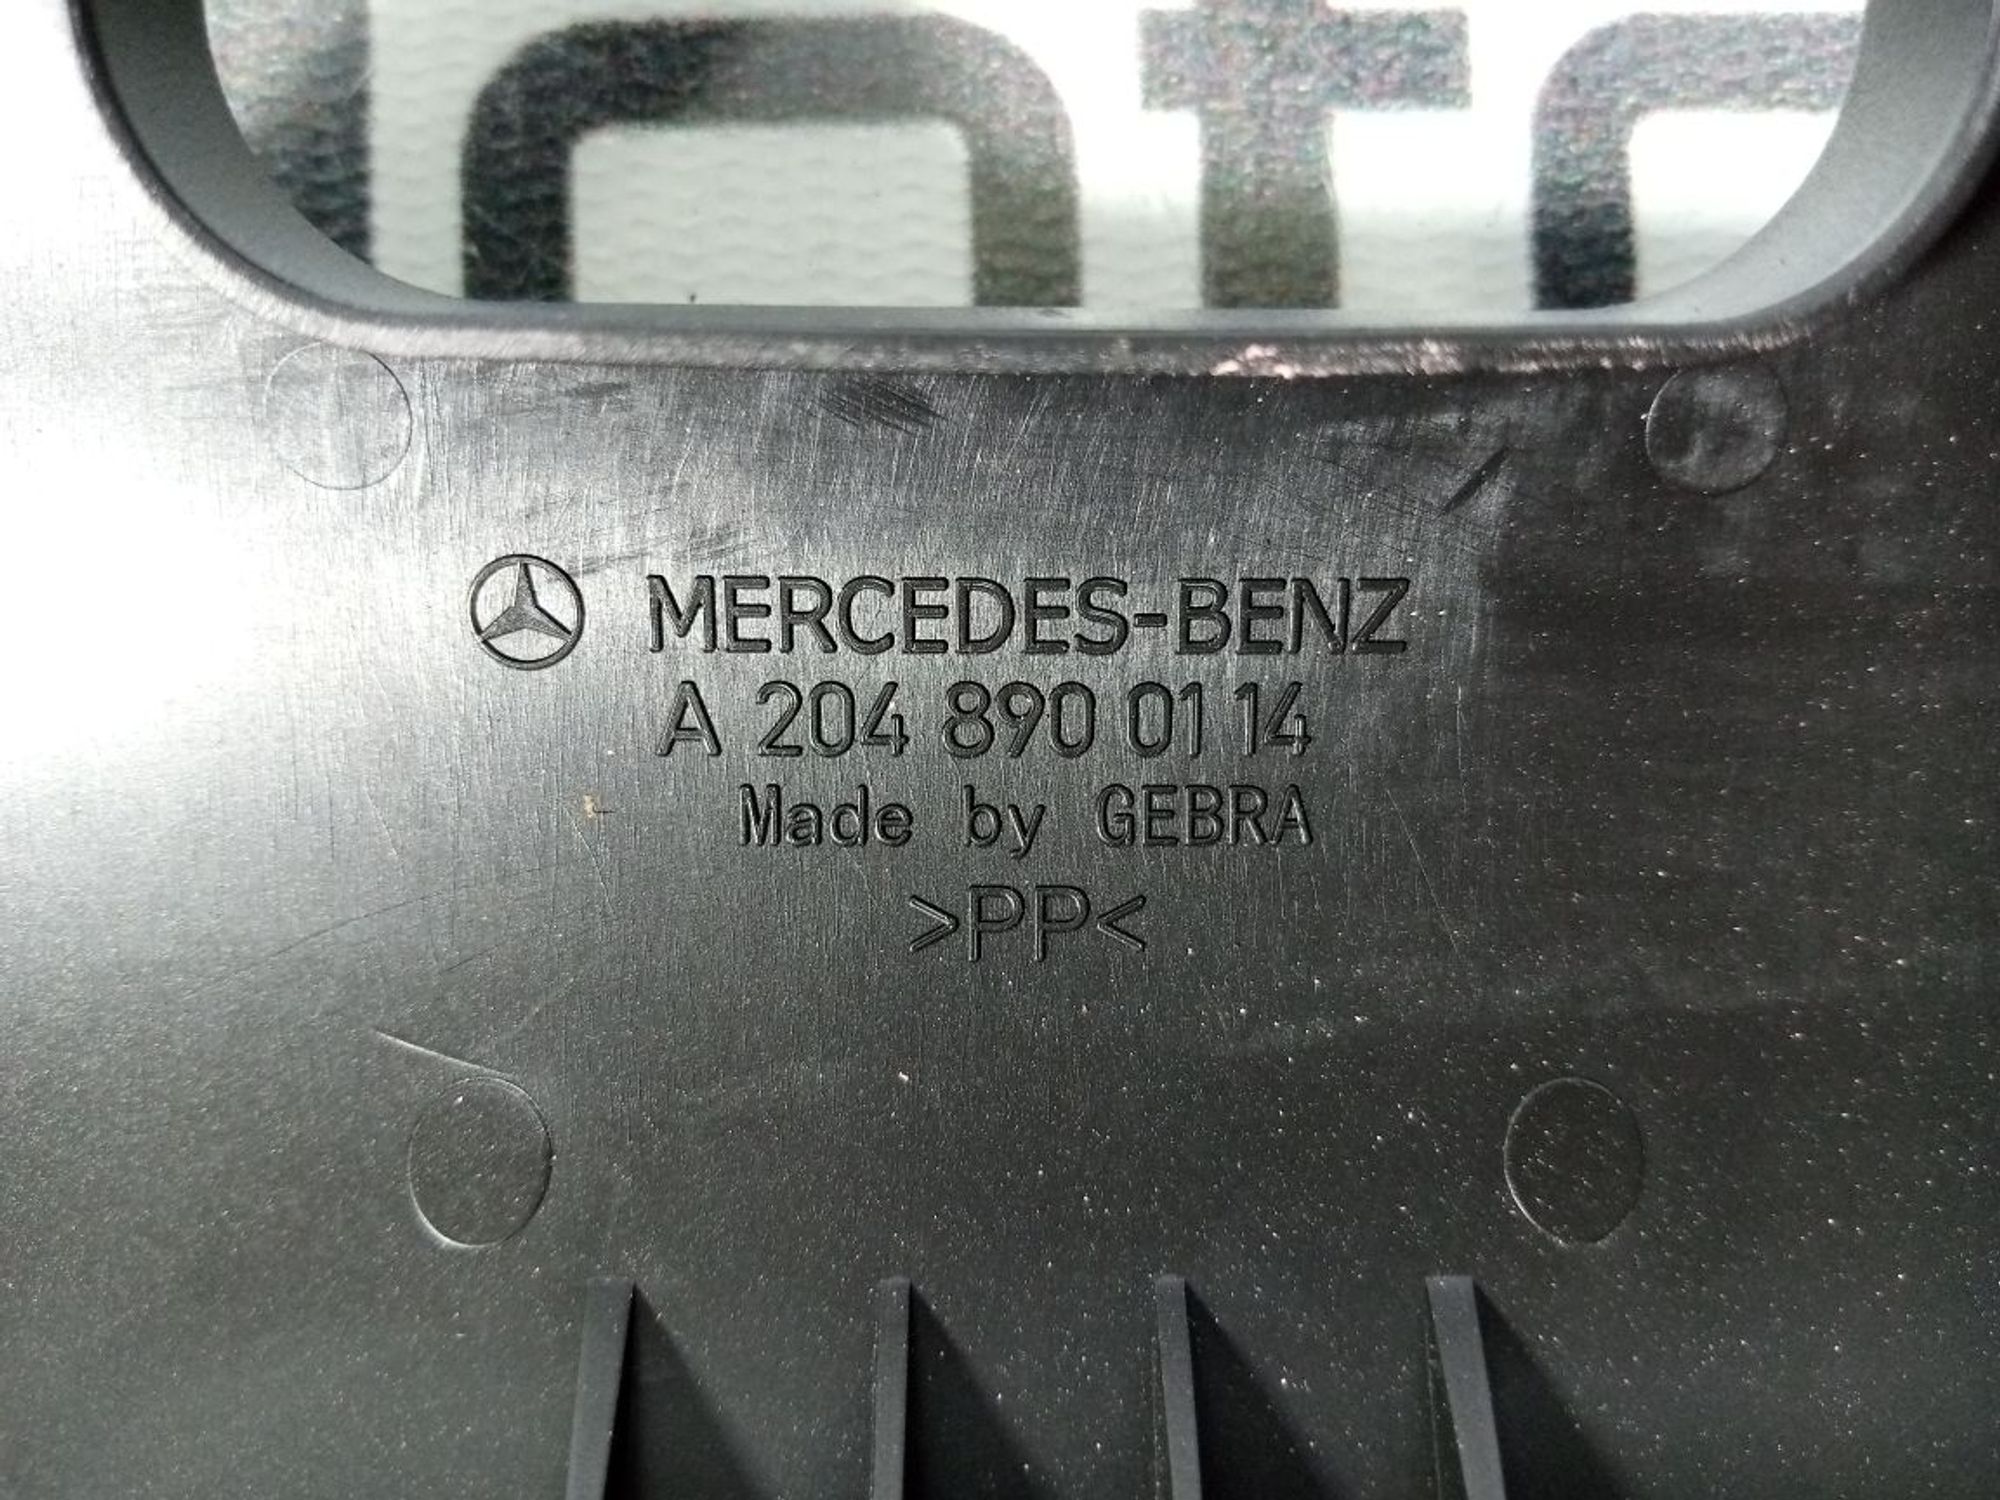 MERCEDES-BENZ
A 204 890 01 14
Made by GEBRA
>PP<